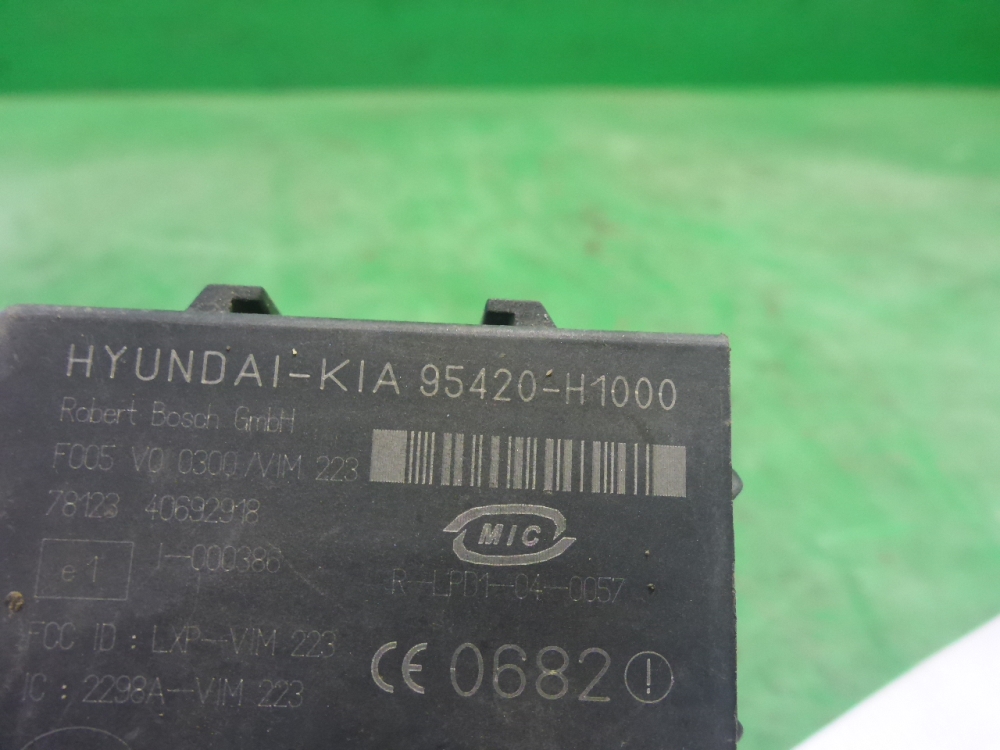 HYUNDAI-KIA 95420-H1000
Robert Bosch GmbH
F005 V0 0300/VIM 223
78123 40692918
MIC
e1
J-000386
R-LPD1-04-0057
FCC ID : LXP-VIM 223
IC : 2298A-VIM 223
CE 0682